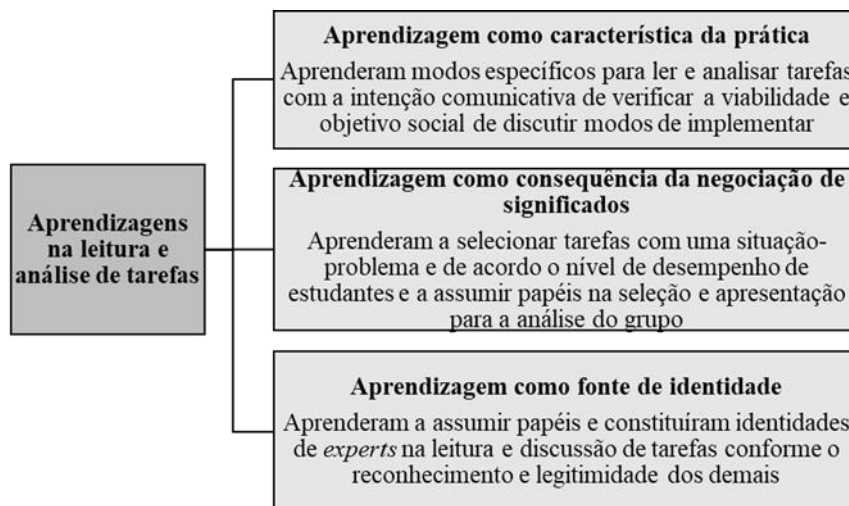 Aprendizagens
na leitura e
análise de tarefas
Aprendizagem como característica da prática
Aprenderam modos específicos para ler e analisar tarefas
com a intenção comunicativa de verificar a viabilidade e
objetivo social de discutir modos de implementar
Aprendizagem como consequência da negociação de
significados
Aprenderam a selecionar tarefas com uma situação-
problema e de acordo o nível de desempenho de
estudantes e a assumir papéis na seleção e apresentação
para a análise do grupo
Aprendizagem como fonte de identidade
Aprenderam a assumir papéis e constituíram identidades
de experts na leitura e discussão de tarefas conforme o
reconhecimento e legitimidade dos demais